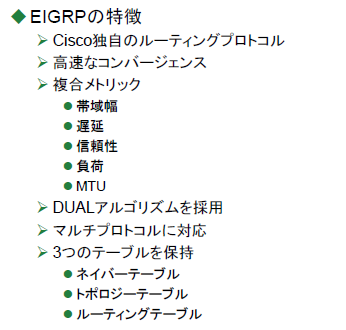 ◆EIGRPの特徴
➢Cisco独自のルーティングプロトコル
➢高速なコンバージェンス
➢複合メトリック
●帯域幅
●遅延
●信頼性
●負荷
●MTU
➢DUALアルゴリズムを採用
➢マルチプロトコルに対応
➢3つのテーブルを保持
●ネイバーテーブル
●トポロジーテーブル
●ルーティングテーブル